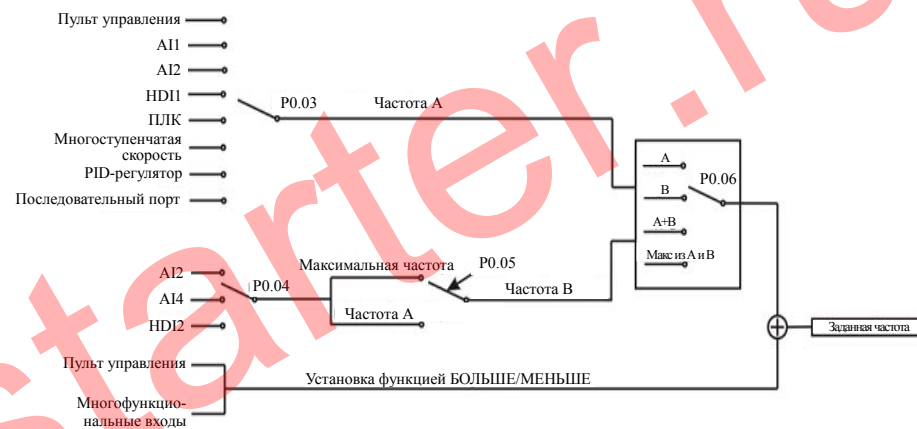 Пульт управления
AI1
AI2
HDI1
ПЛК
Многоступенчатая
скорость
PID-регулятор
Последовательный порт
P0.03
Частота А
А
В
А+В
Макс из А и В
P0.06
AI2
AI4
HDI2
P0.04
Максимальная частота
Частота А
P0.05
Частота В
Заданная частота
Пульт управления
Многофункцио-
нальные входы
Установка функцией БОЛЬШЕ/МЕНЬШЕ
starter.ru